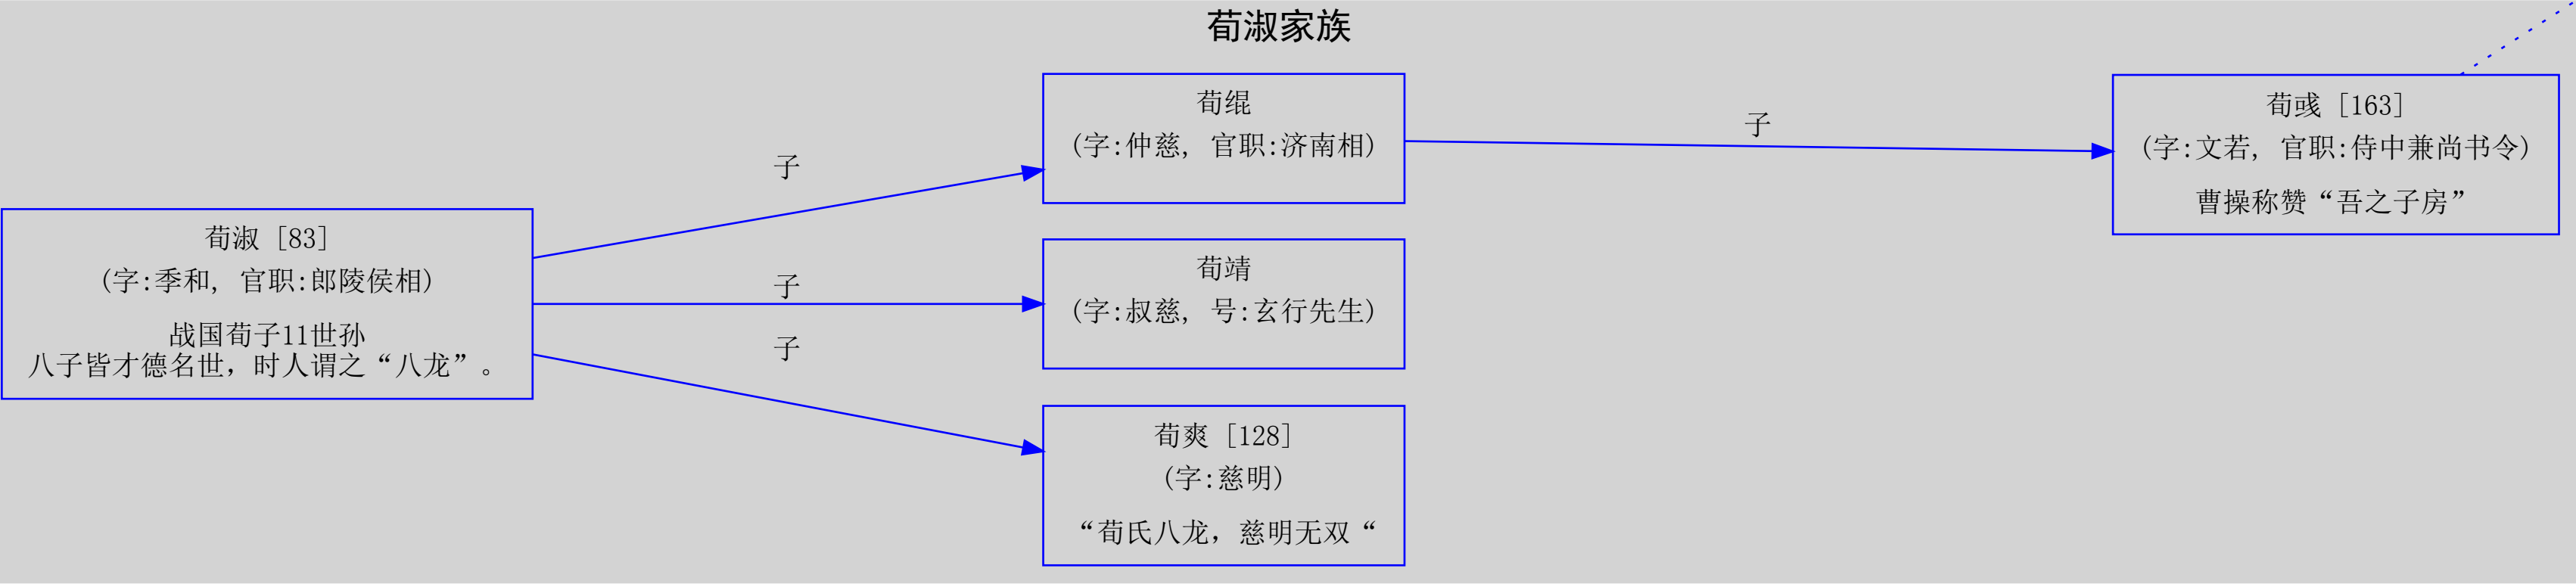 荀淑家族
荀淑 [83]
(字:季和, 官职:郎陵侯相)
战国荀子11世孙
八子皆才德名世，时人谓之“八龙”。
子
子
子
荀绲
(字:仲慈, 官职:济南相)
荀靖
(字:叔慈, 号:玄行先生)
荀爽 [128]
(字:慈明)
“荀氏八龙，慈明无双“
子
荀彧 [163]
(字:文若, 官职:侍中兼尚书令)
曹操称赞“吾之子房”